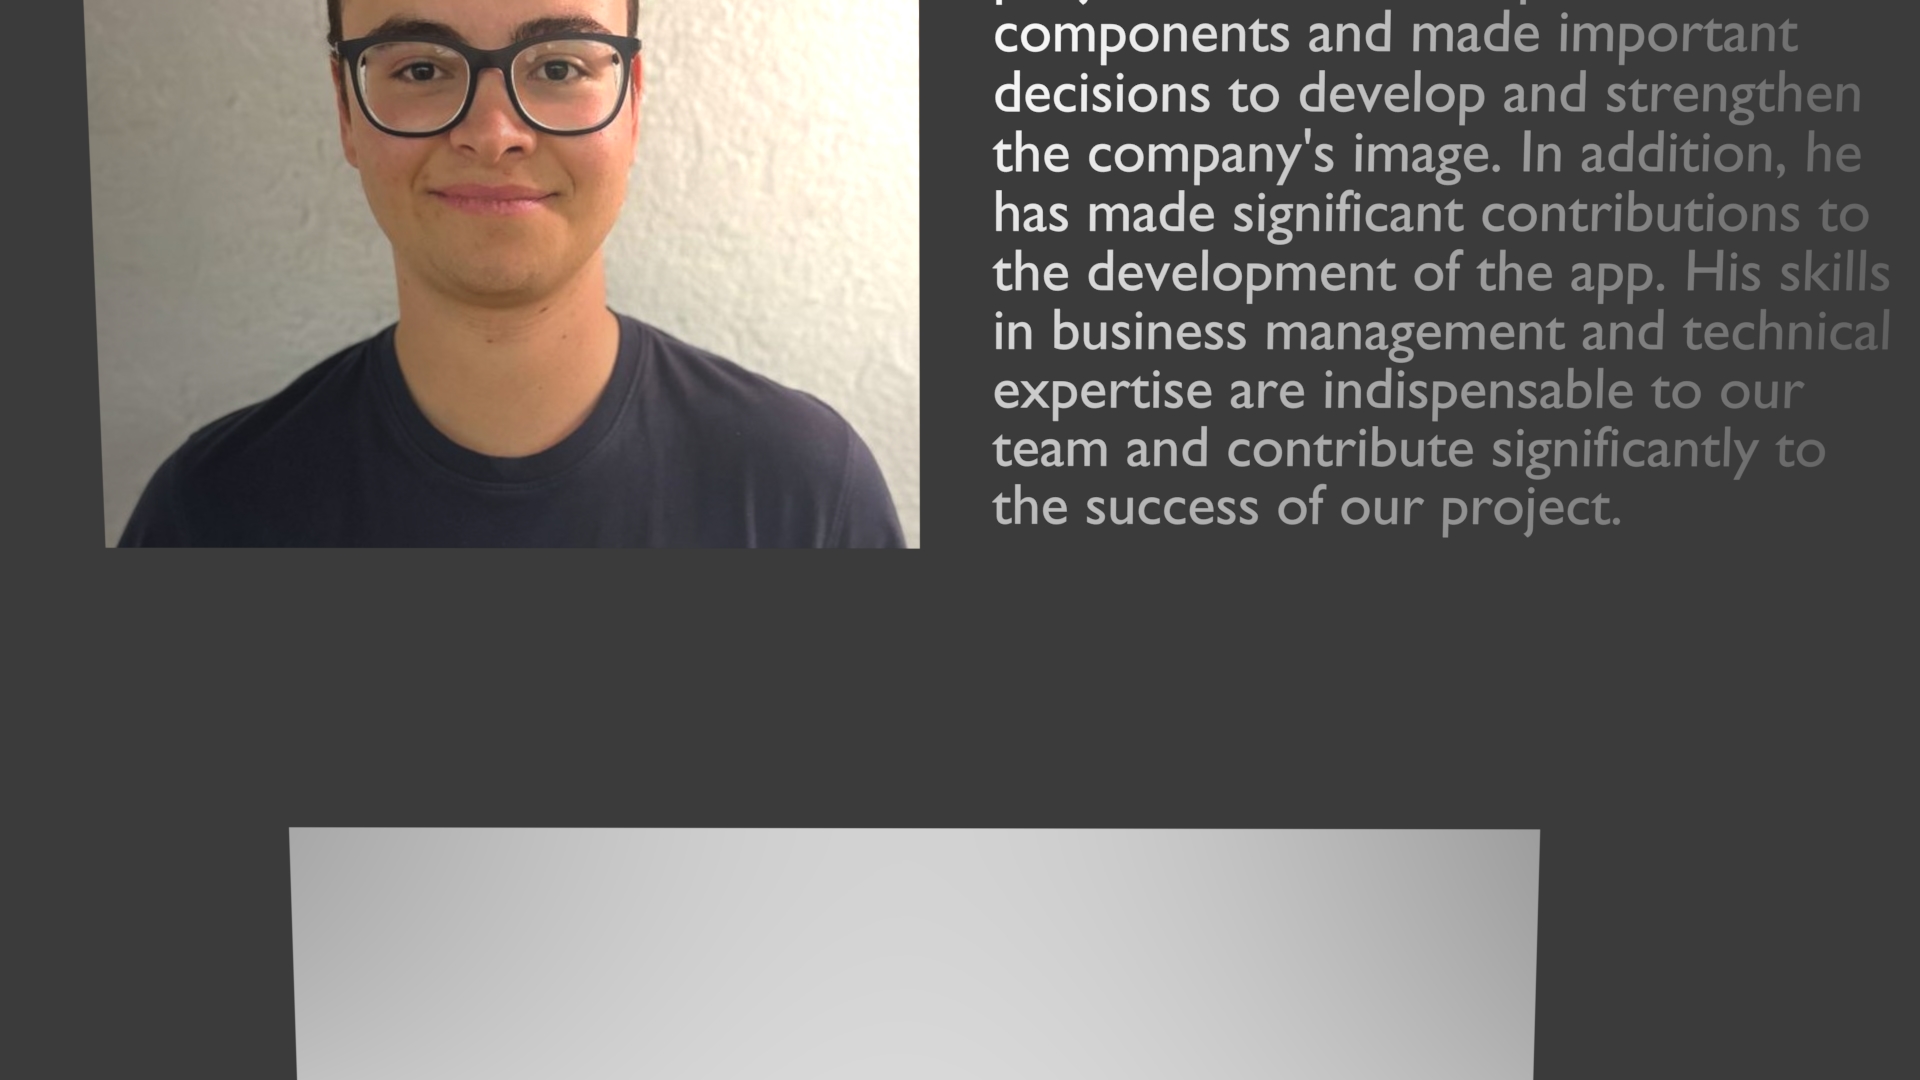 components and made important
decisions to develop and strengthen
the company's image. In addition, he
has made significant contributions to
the development of the app. His skills
in business management and technical
expertise are indispensable to our
team and contribute significantly to
the success of our project.